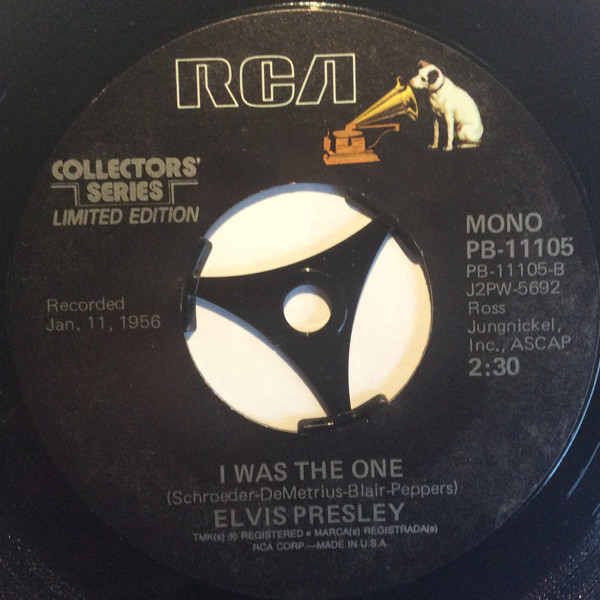 RCA
COLLECTORS'
SERIES
LIMITED EDITION
Recorded
Jan. 11, 1956
MONO
PB-11105
PB-11105-B
J2PW-5692
Ross
Jungnickel,
Inc., ASCAP
2:30
I WAS THE ONE
(Schroeder-DeMetrius-Blair-Peppers)
ELVIS PRESLEY
TMK(s) ® REGISTERED • MARCA(s) REGISTRADA(s)
RCA CORP.—MADE IN U.S.A.